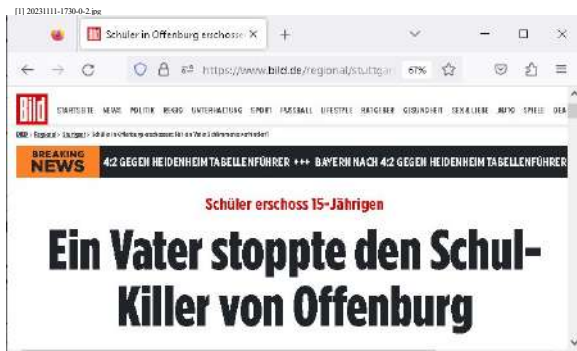 [1] 20231111-1730-0-2.jpg
Schüler in Offenburg erschosse
https://www.bild.de/regional/stuttgar 67%
Bild STARTSEITE NEWS POLITIK REGIO UNTERHALTUNG SPORT FUSSBALL LIFESTYLE RATGEBER GESUNDHEIT SEX & LIEBE AUTO SPIELE DEA
BREAKING NEWS 4:2 GEGEN HEIDENHEIM TABELLENFÜHRER +++ BAYERN NACH 4:2 GEGEN HEIDENHEIM TABELLENFÜHRER
Schüler erschoss 15-Jährigen
Ein Vater stoppte den Schul-
Killer von Offenburg